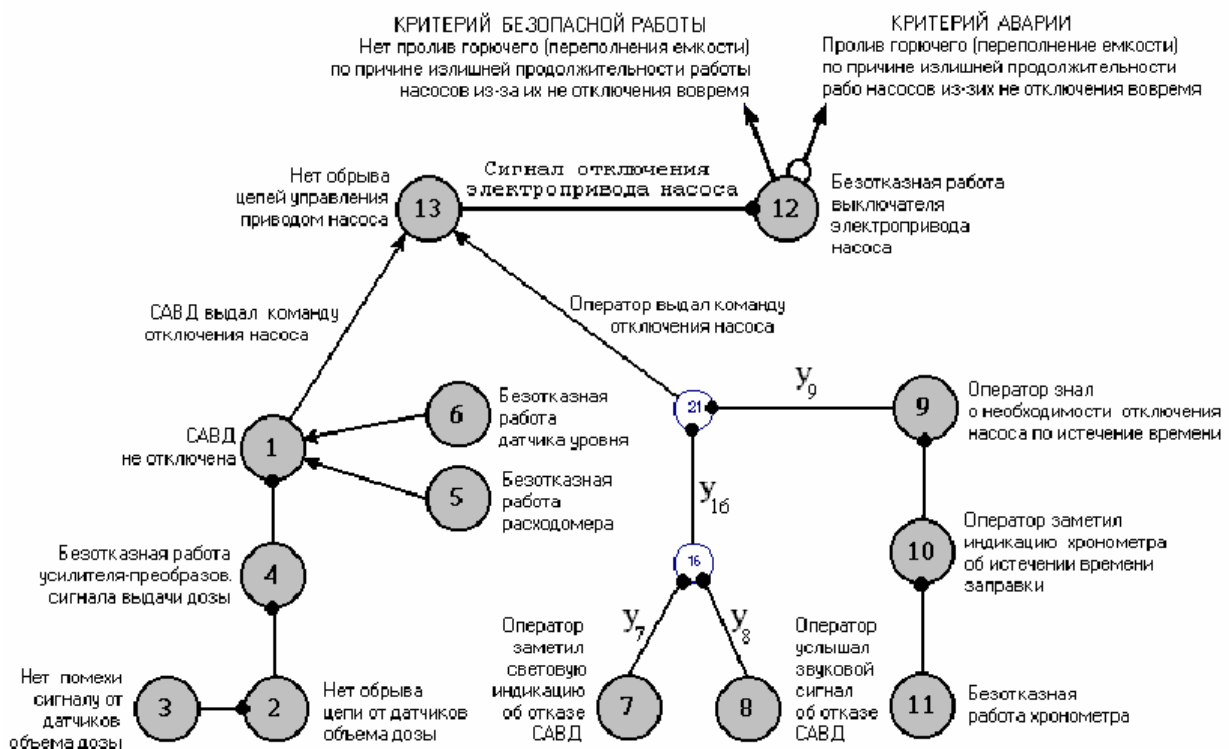 КРИТЕРИЙ БЕЗОПАСНОЙ РАБОТЫ
Нет пролив горючего (переполнения емкости)
по причине излишней продолжительности работы
насосов из-за их не отключения вовремя
КРИТЕРИЙ АВАРИИ
Пролив горючего (переполнение емкости)
по причине излишней продолжительности
рабо насосов из-зих не отключения вовремя
Нет обрыва
цепей управления
приводом насоса
13
Сигнал отключения
электропривода насоса
12
Безотказная работа
выключателя
электропривода
насоса
САВД выдал команду
отключения насоса
Оператор выдал команду
отключения насоса
САВД
не отключена
1
6
Безотказная
работа
датчика уровня
5
Безотказная
работа
расходомера
21
y9
9
Оператор знал
о необходимости отключения
насоса по истечение времени
y16
Безотказная работа
усилителя-преобразов.
сигнала выдачи дозы
4
16
10
Оператор заметил
индикацию хронометра
об истечении времени
заправки
y7
y8
Нет помехи
сигналу от
датчиков
объема дозы
3
2
Нет обрыва
цепи от датчиков
объема дозы
Оператор
заметил
световую
индикацию
об отказе
САВД
7
8
Оператор
услышал
звуковой
сигнал
об отказе
САВД
11
Безотказная
работа хронометра